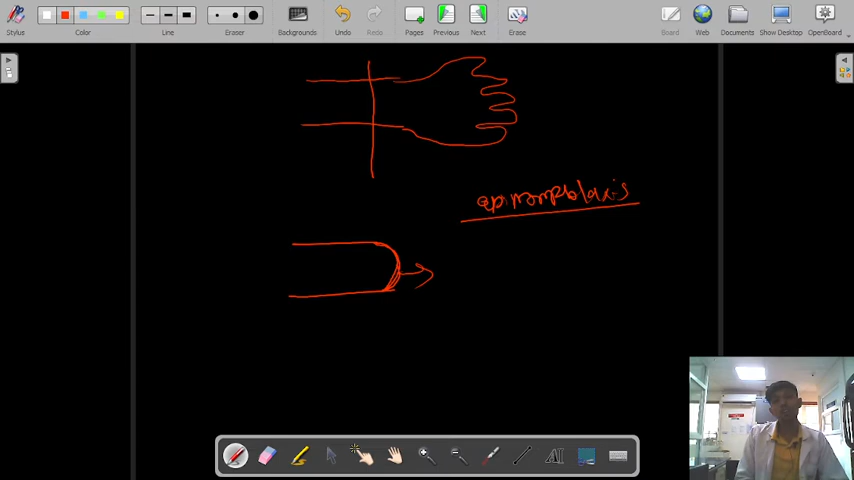 Stylus
Color
Line
Eraser
Backgrounds
Undo
Redo
Pages
Previous
Next
Erase
Board
Web
Documents
Show Desktop
OpenBoard